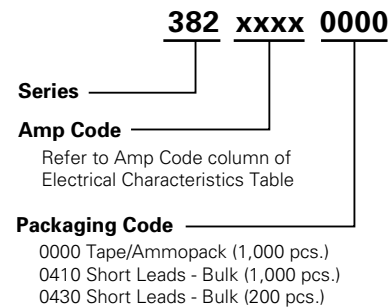 382 xxxx 0000
Series
Amp Code
Refer to Amp Code column of
Electrical Characteristics Table
Packaging Code
0000 Tape/Ammopack (1,000 pcs.)
0410 Short Leads - Bulk (1,000 pcs.)
0430 Short Leads - Bulk (200 pcs.)